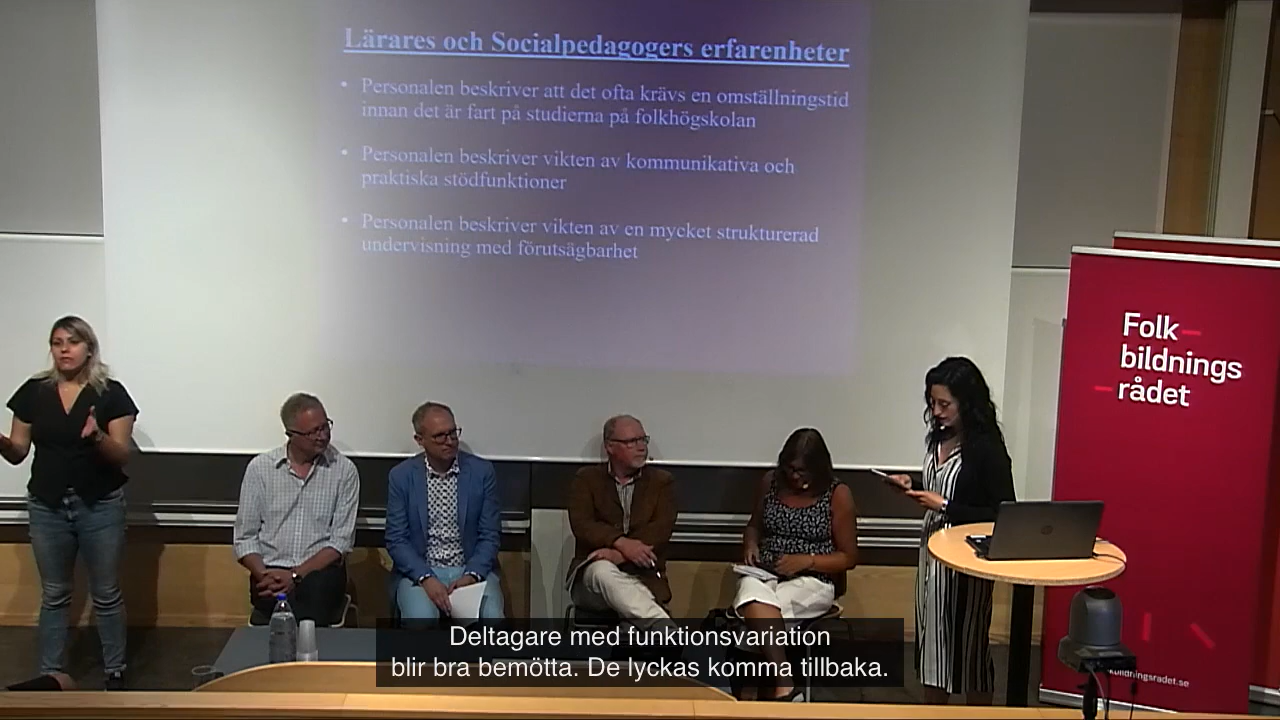 Lärares och Socialpedagogers erfarenheter
• Personalen beskriver att det ofta krävs en omställningstid
innan det är fart på studierna på folkhögskolan
• Personalen beskriver vikten av kommunikativa och
praktiska stödfunktioner
• Personalen beskriver vikten av en mycket strukturerad
undervisning med förutsägbarhet
Folk
bildnings
rådet
Deltagare med funktionsvariation
blir bra bemötta. De lyckas komma tillbaka.